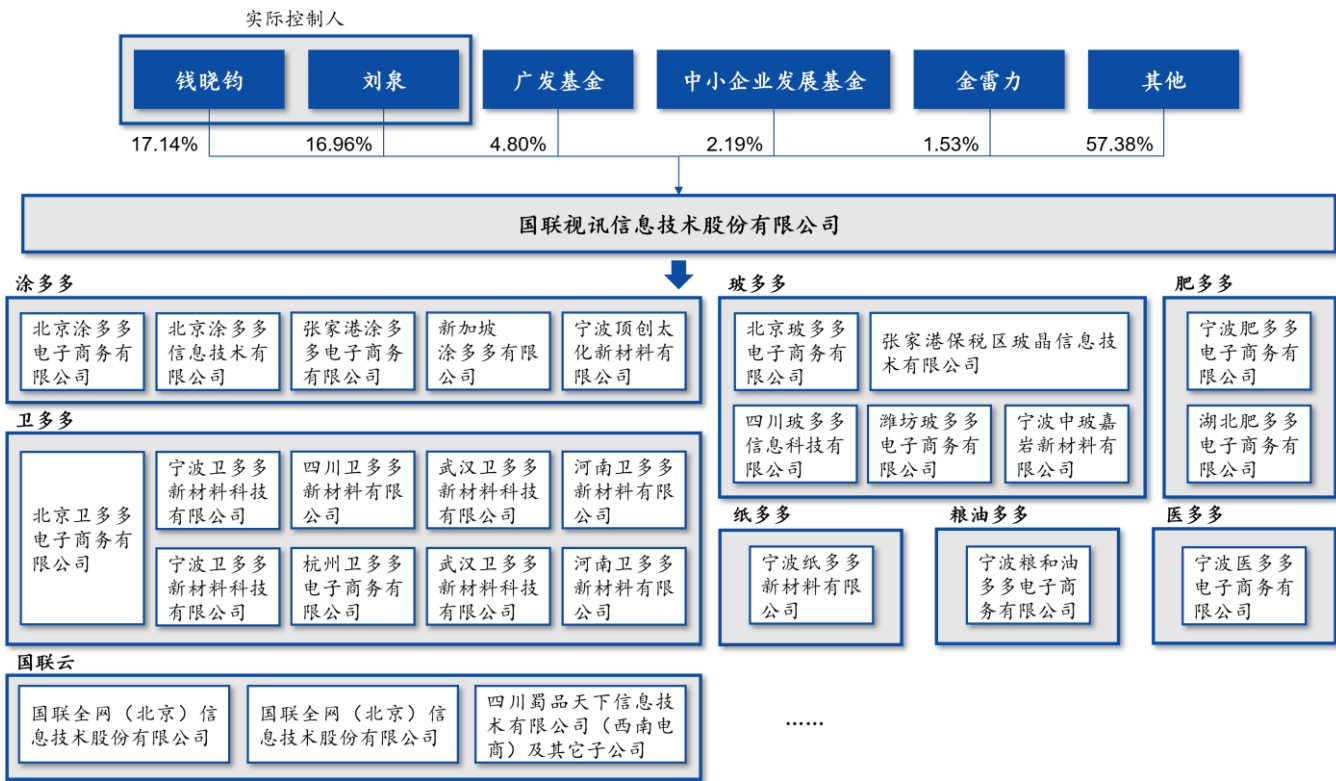 实际控制人
钱晓钧
刘泉
广发基金
中小企业发展基金
金雷力
其他
17.14%
16.96%
4.80%
2.19%
1.53%
57.38%
国联视讯信息技术股份有限公司
涂多多
北京涂多多
电子商务有
限公司
北京涂多多
信息技术有
限公司
张家港涂多
多电子商务
有限公司
新加坡
涂多多有限
公司
宁波顶创太
化新材料有
限公司
玻多多
北京玻多多
电子商务有
限公司
张家港保税区玻晶信息技
术有限公司
四川玻多多
信息科技有
限公司
潍坊玻多多
电子商务有
限公司
宁波中玻嘉
岩新材料有
限公司
肥多多
宁波肥多多
电子商务有
限公司
湖北肥多多
电子商务有
限公司
卫多多
北京卫多多
电子商务有
限公司
宁波卫多多
新材料科技
有限公司
四川卫多多
新材料有限
公司
武汉卫多多
新材料科技
有限公司
河南卫多多
新材料有限
公司
宁波卫多多
新材料科技
有限公司
杭州卫多多
电子商务有
限公司
武汉卫多多
新材料科技
有限公司
河南卫多多
新材料有限
公司
纸多多
宁波纸多多
新材料有限
公司
粮油多多
宁波粮和油
多多电子商
务有限公司
医多多
宁波医多多
电子商务有
限公司
国联云
国联全网（北京）信
息技术股份有限公司
国联全网（北京）信
息技术股份有限公司
四川蜀品天下信息技
术有限公司（西南电
商）及其它子公司
......